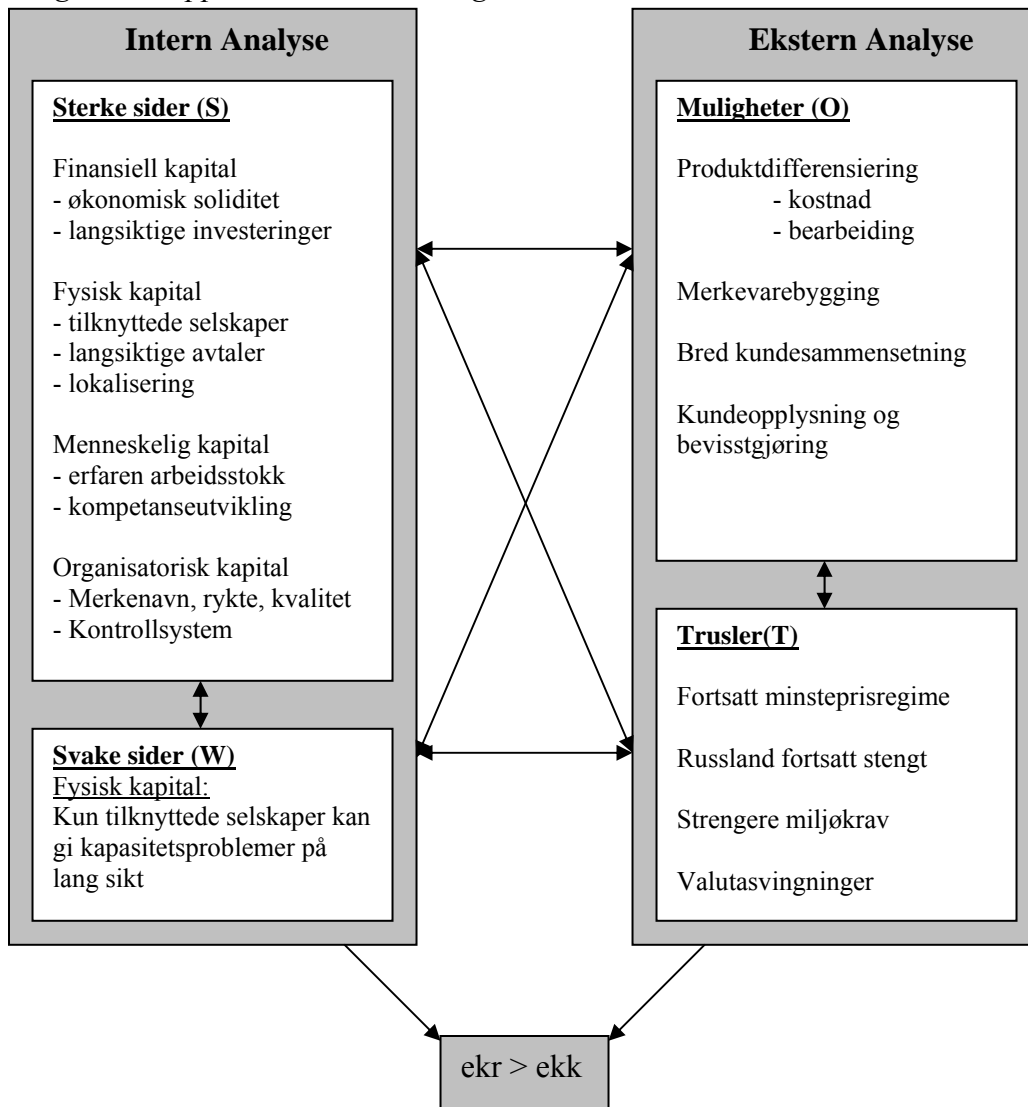 Intern Analyse
Sterke sider (S)
Finansiell kapital
- økonomisk soliditet
- langsiktige investeringer
Fysisk kapital
- tilknyttede selskaper
- langsiktige avtaler
- lokalisering
Menneskelig kapital
- erfaren arbeidsstokk
- kompetanseutvikling
Organisatorisk kapital
- Merkenavn, rykte, kvalitet
- Kontrollsystem
Svake sider (W)
Fysisk kapital:
Kun tilknyttede selskaper kan
gi kapasitetsproblemer på
lang sikt
Ekstern Analyse
Muligheter (O)
Produktdifferensiering
- kostnad
- bearbeiding
Merkevarebygging
Bred kundesammensetning
Kundeopplysning og
bevisstgjøring
Trusler(T)
Fortsatt minsteprisregime
Russland fortsatt stengt
Strengere miljøkrav
Valutasvingninger
ekr > ekk